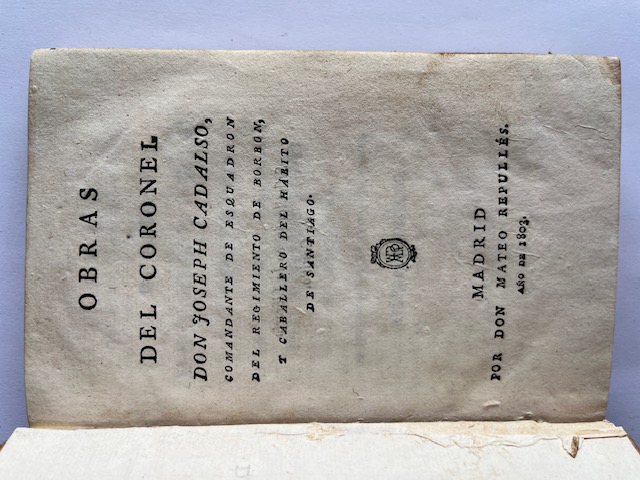 OBRAS
DEL CORONEL
DON JOSEPH CADALSO,
COMANDANTE DE ESQUADRON
DEL REGIMIENTO DE BORBON,
Y CABALLERO DEL HÁBITO
DE SANTIAGO.
MADRID
POR DON MATEO REPULLÉS.
AÑO DE 1803.